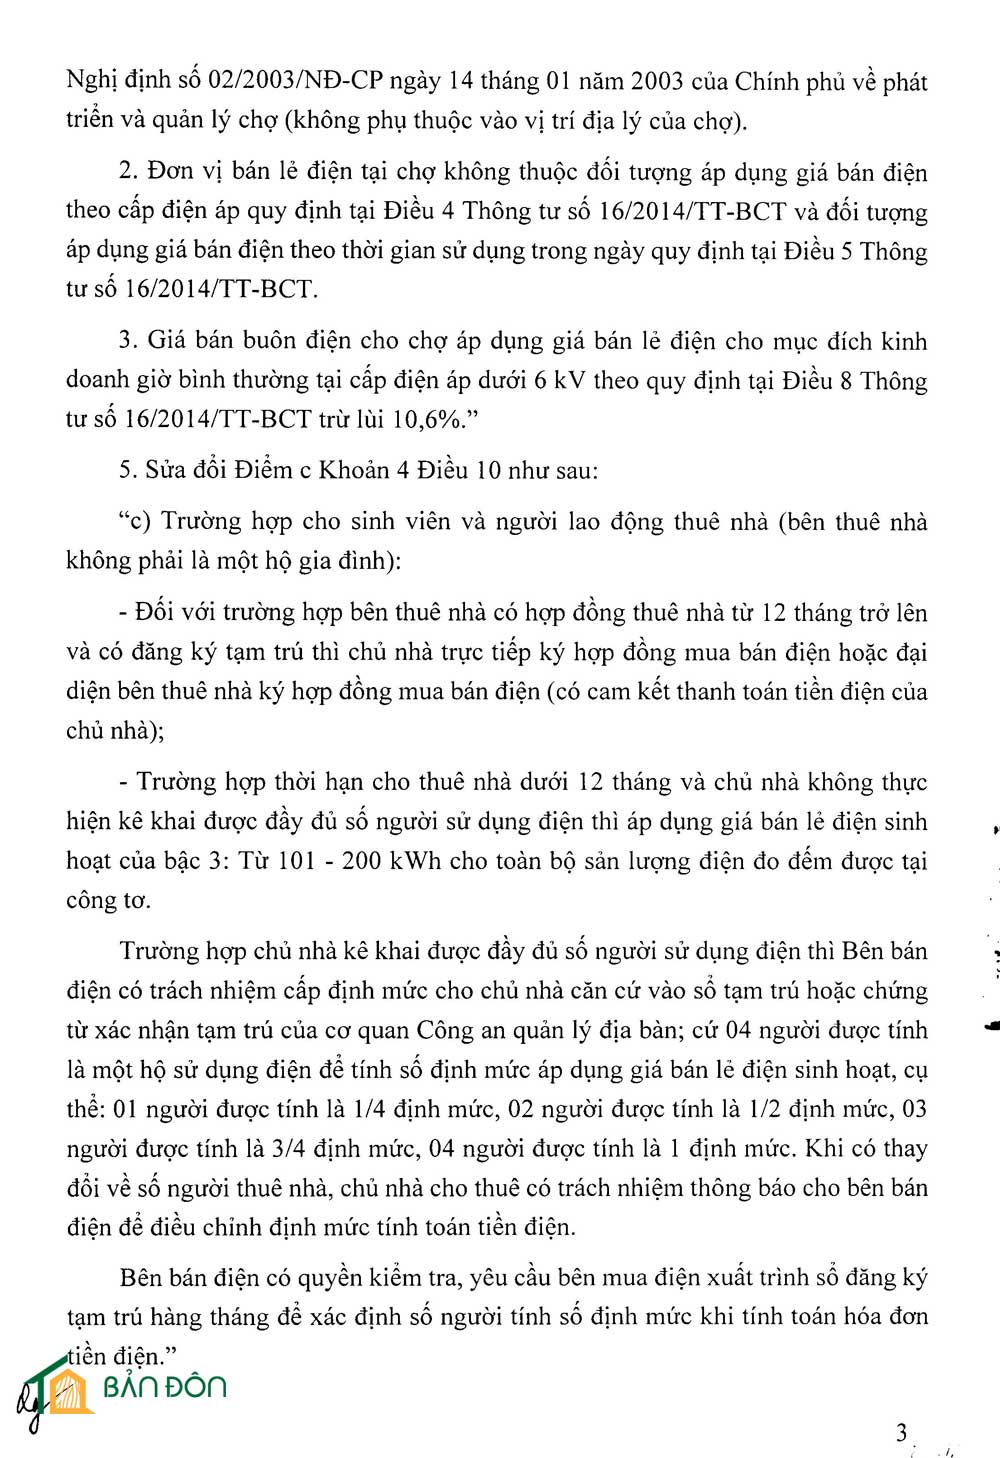 Nghị định số 02/2003/NĐ-CP ngày 14 tháng 01 năm 2003 của Chính phủ về phát
triển và quản lý chợ (không phụ thuộc vào vị trí địa lý của chợ).
2. Đơn vị bán lẻ điện tại chợ không thuộc đối tượng áp dụng giá bán điện
theo cấp điện áp quy định tại Điều 4 Thông tư số 16/2014/TT-BCT và đối tượng
áp dụng giá bán điện theo thời gian sử dụng trong ngày quy định tại Điều 5 Thông
tư số 16/2014/TT-BCT.
3. Giá bán buôn điện cho chợ áp dụng giá bán lẻ điện cho mục đích kinh
doanh giờ bình thường tại cấp điện áp dưới 6 kV theo quy định tại Điều 8 Thông
tư số 16/2014/TT-BCT trừ lùi 10,6%.”
5. Sửa đổi Điểm c Khoản 4 Điều 10 như sau:
“c) Trường hợp cho sinh viên và người lao động thuê nhà (bên thuê nhà
không phải là một hộ gia đình):
- Đối với trường hợp bên thuê nhà có hợp đồng thuê nhà từ 12 tháng trở lên
và có đăng ký tạm trú thì chủ nhà trực tiếp ký hợp đồng mua bán điện hoặc đại
diện bên thuê nhà ký hợp đồng mua bán điện (có cam kết thanh toán tiền điện của
chủ nhà);
- Trường hợp thời hạn cho thuê nhà dưới 12 tháng và chủ nhà không thực
hiện kê khai được đầy đủ số người sử dụng điện thì áp dụng giá bán lẻ điện sinh
hoạt của bậc 3: Từ 101 - 200 kWh cho toàn bộ sản lượng điện đo đếm được tại
công tơ.
Trường hợp chủ nhà kê khai được đầy đủ số người sử dụng điện thì Bên bán
điện có trách nhiệm cấp định mức cho chủ nhà căn cứ vào sổ tạm trú hoặc chứng
từ xác nhận tạm trú của cơ quan Công an quản lý địa bàn; cứ 04 người được tính
là một hộ sử dụng điện để tính số định mức áp dụng giá bán lẻ điện sinh hoạt, cụ
thể: 01 người được tính là 1/4 định mức, 02 người được tính là 1/2 định mức, 03
người được tính là 3/4 định mức, 04 người được tính là 1 định mức. Khi có thay
đổi về số người thuê nhà, chủ nhà cho thuê có trách nhiệm thông báo cho bên bán
điện để điều chỉnh định mức tính toán tiền điện.
Bên bán điện có quyền kiểm tra, yêu cầu bên mua điện xuất trình sổ đăng ký
tạm trú hàng tháng để xác định số người tính số định mức khi tính toán hóa đơn
tiền điện.”
BẢN ĐÔN
3